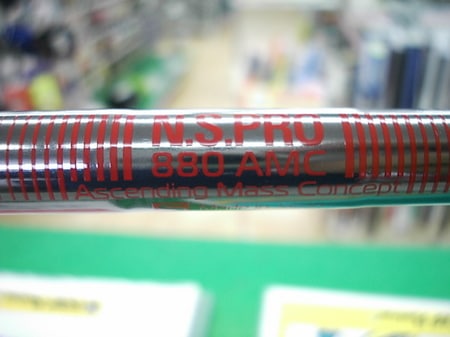 N.S.PRO
880 AMC
Ascending Mass Concept